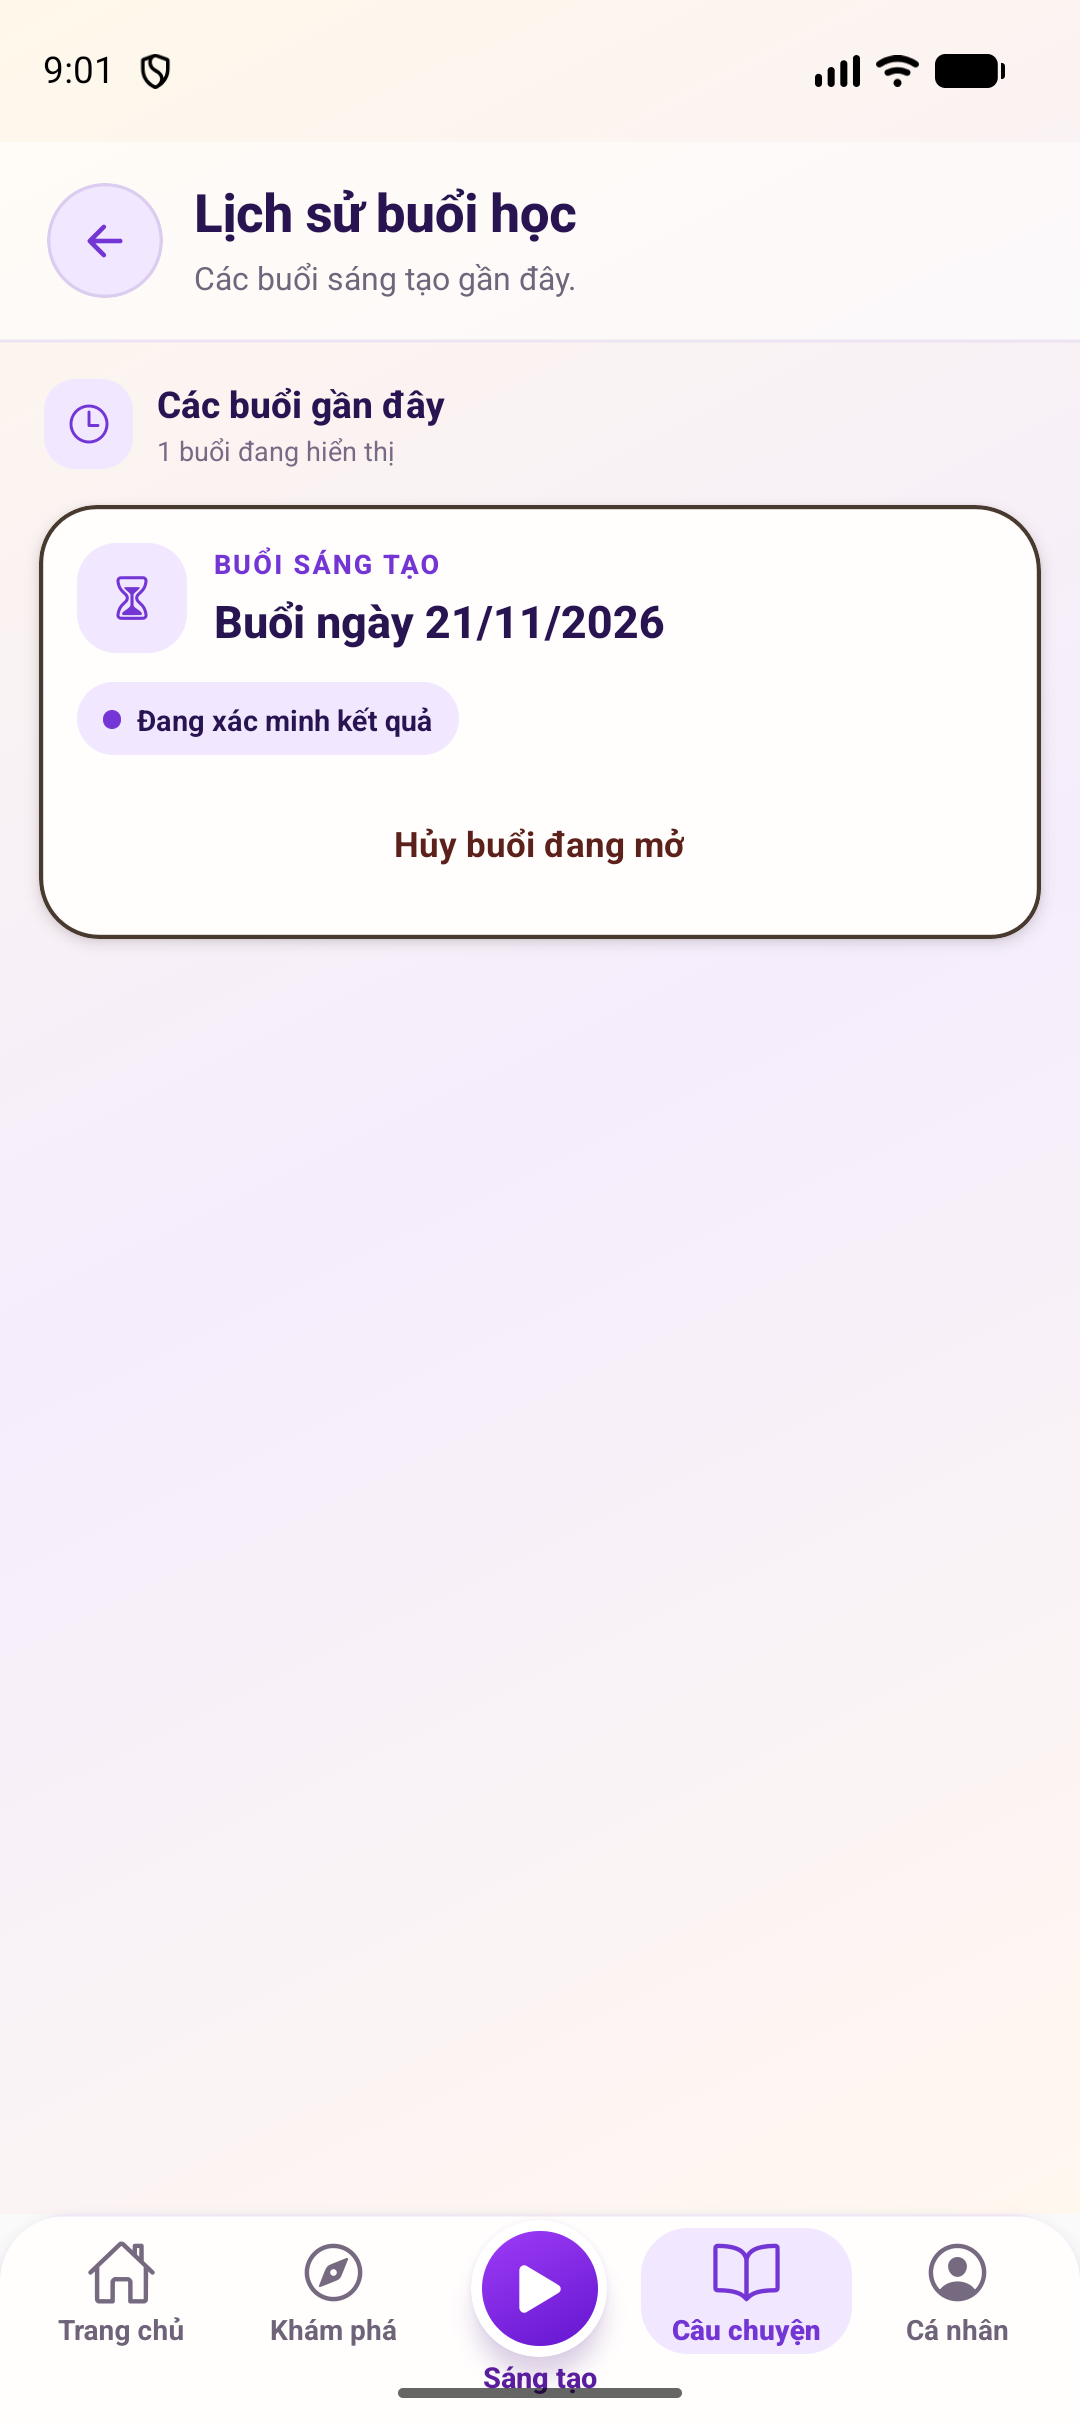 9:01
Lịch sử buổi học
Các buổi sáng tạo gần đây.
Các buổi gần đây
1 buổi đang hiển thị
BUỔI SÁNG TẠO
Buổi ngày 21/11/2026
Đang xác minh kết quả
Hủy buổi đang mở
Trang chủ
Khám phá
Sáng tạo
Câu chuyện
Cá nhân